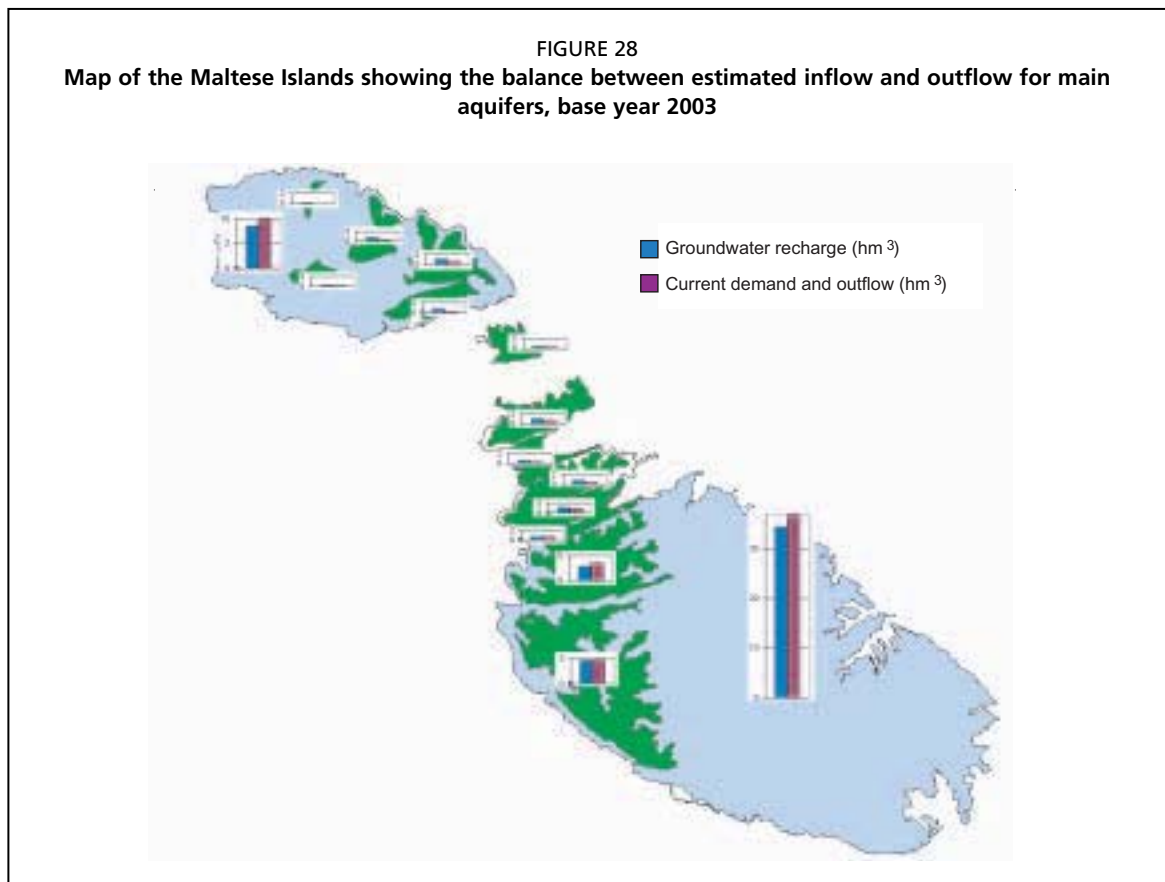 FIGURE 28
Map of the Maltese Islands showing the balance between estimated inflow and outflow for main
aquifers, base year 2003
Groundwater recharge (hm 3)
Current demand and outflow (hm 3)